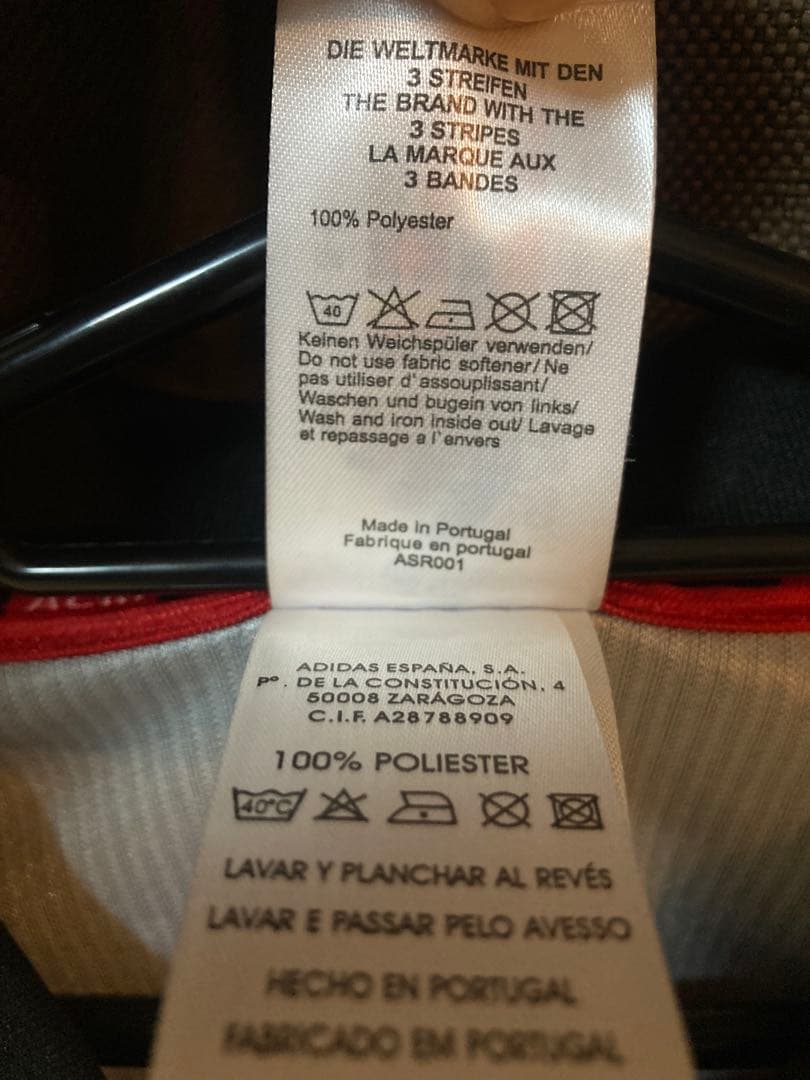 DIE WELTMARKE MIT DEN
3 STREIFEN
THE BRAND WITH THE
3 STRIPES
LA MARQUE AUX
3 BANDES
100% Polyester
40
Keinen Weichspüler verwenden/
Do not use fabric softener/Ne
pas utiliser d'assouplissant/
Waschen und bugein von links/
Wash and iron inside out/ Lavage
et repassage a l'envers
Made in Portugal
Fabrique en portugal
ASR001
ADIDAS ESPAÑA, S.A.
Pº. DE LA CONSTITUCIÓN, 4
50008 ZARÁGOZA
C.I.F. A28788909
100% POLIESTER
40°C
LAVAR Y PLANCHAR AL REVÉS
LAVAR E PASSAR PELO AVESSO
HECHO EN PORTUGAL
FABRICADO EM PORTUGAL